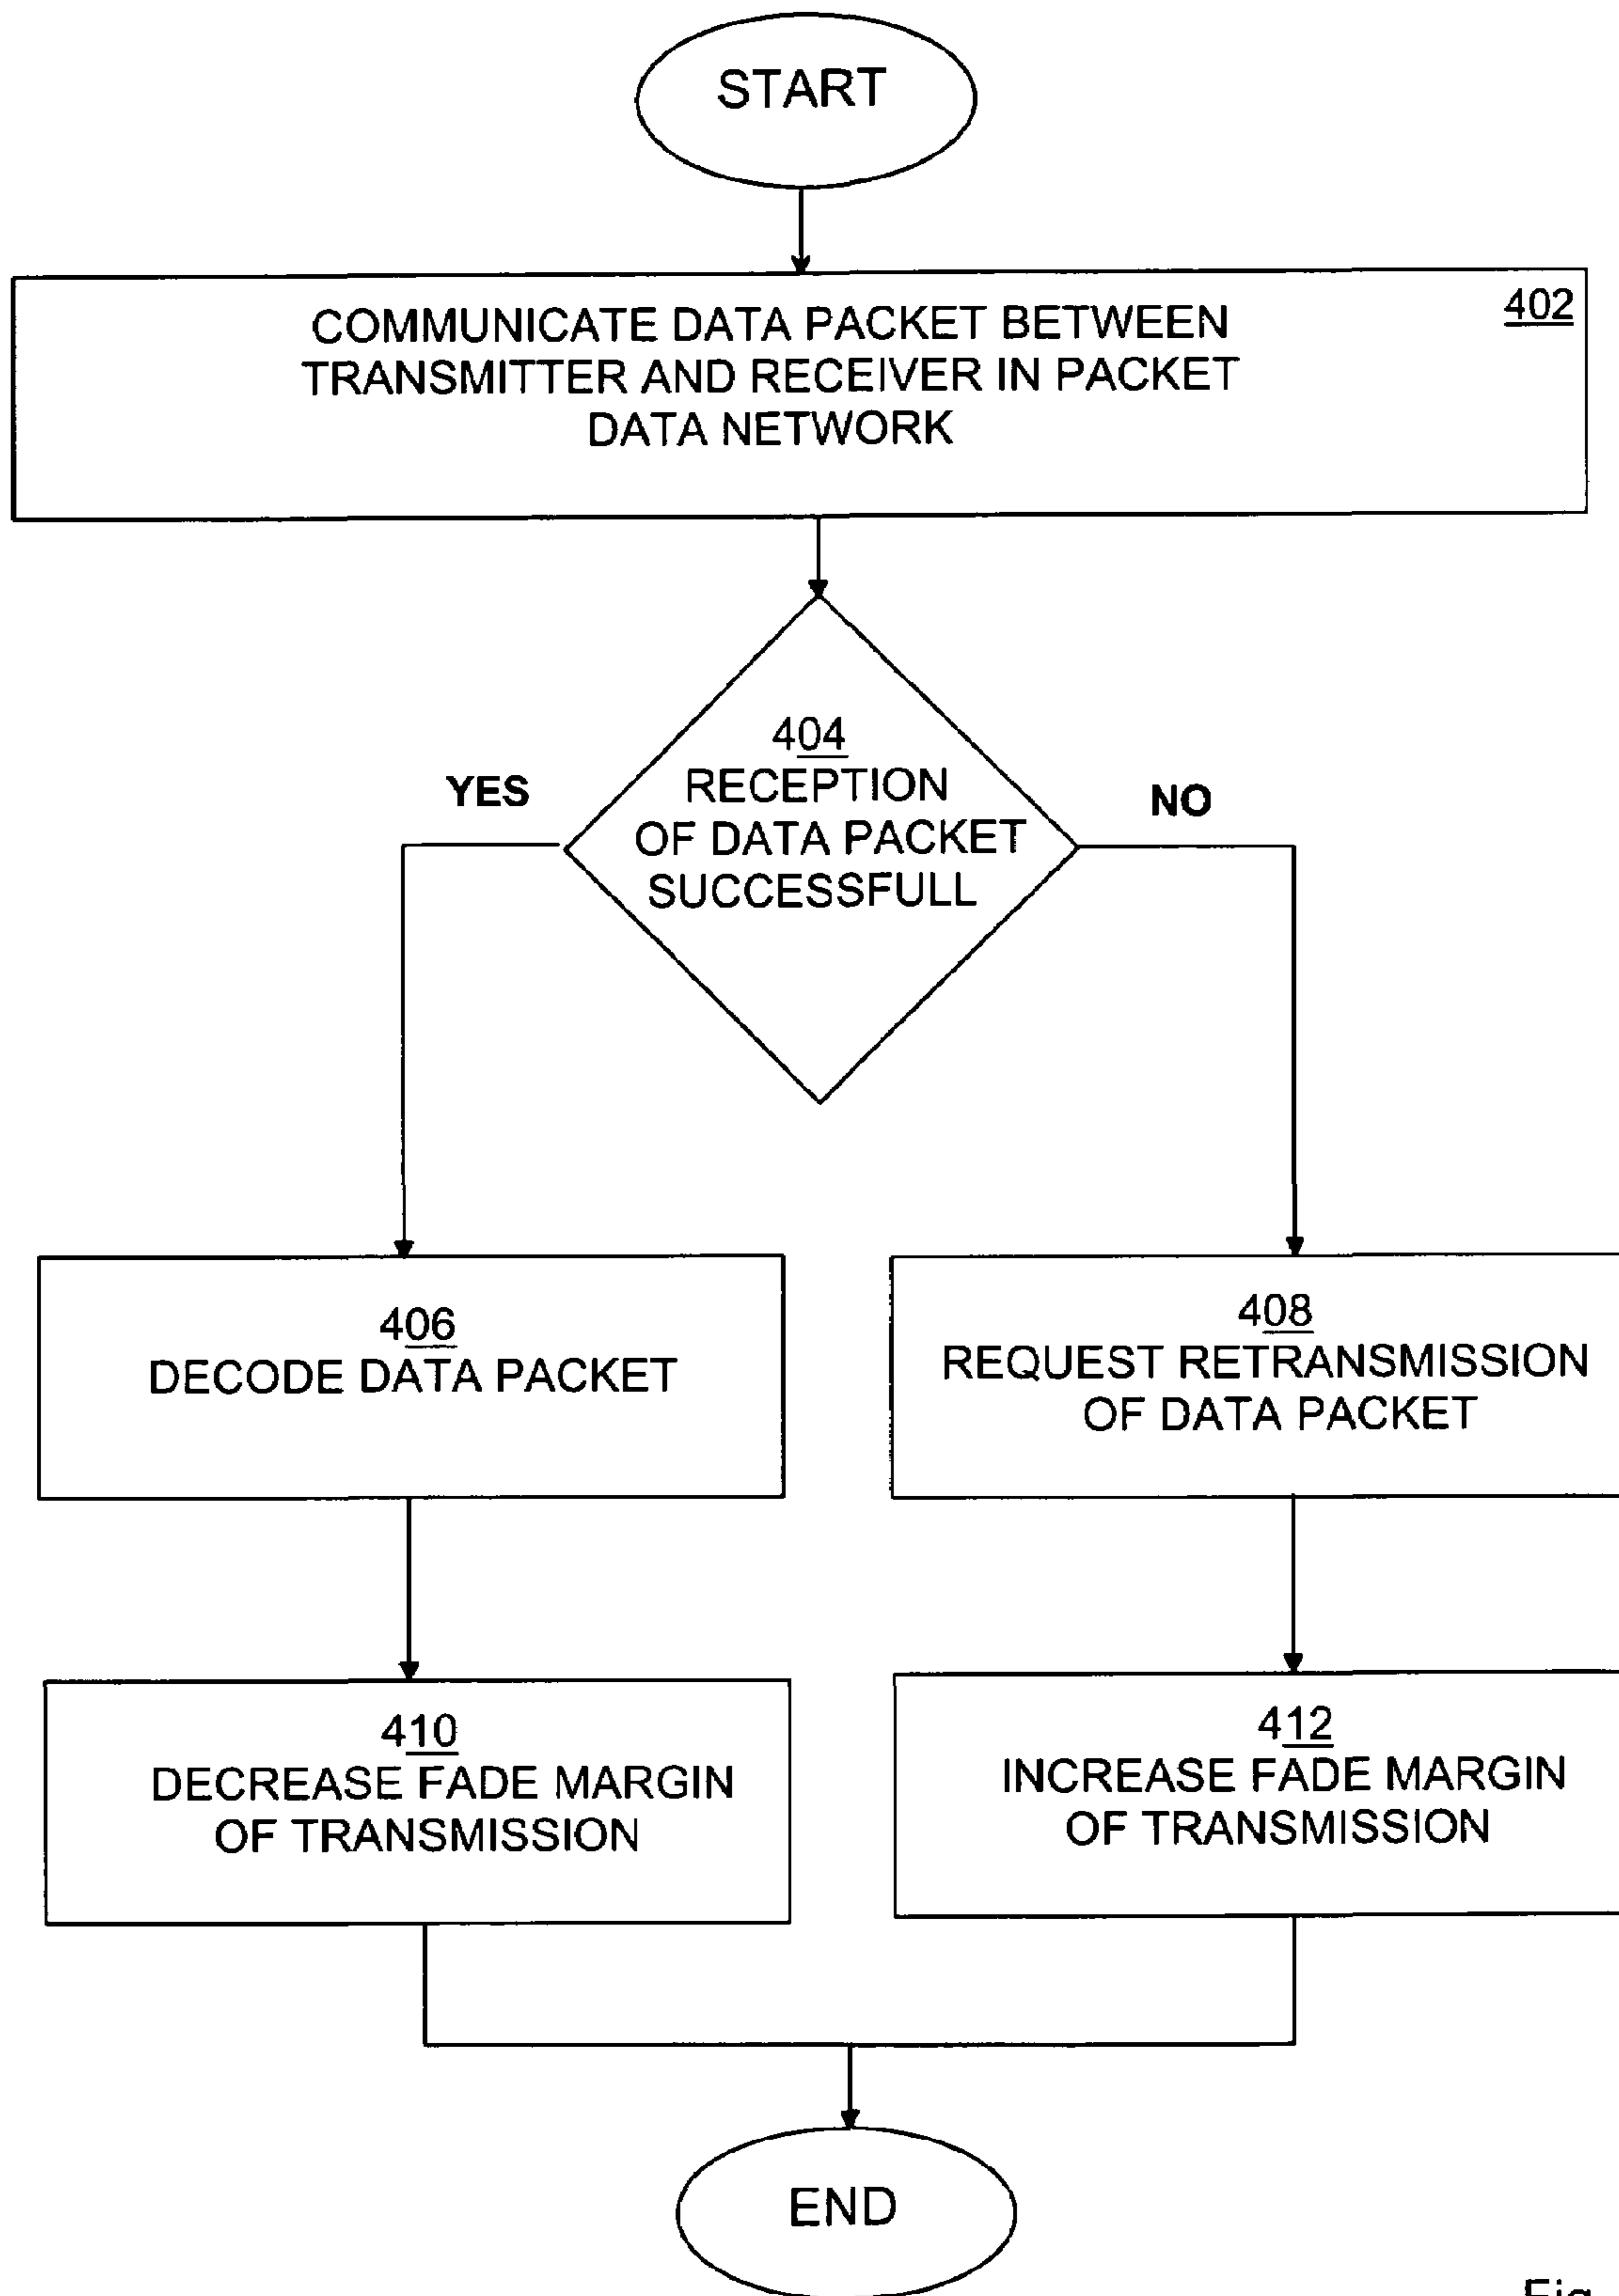 START
402
COMMUNICATE DATA PACKET BETWEEN
TRANSMITTER AND RECEIVER IN PACKET
DATA NETWORK
404
RECEPTION
OF DATA PACKET
SUCCESSFULL
YES
NO
406
DECODE DATA PACKET
408
REQUEST RETRANSMISSION
OF DATA PACKET
410
DECREASE FADE MARGIN
OF TRANSMISSION
412
INCREASE FADE MARGIN
OF TRANSMISSION
END
Fig